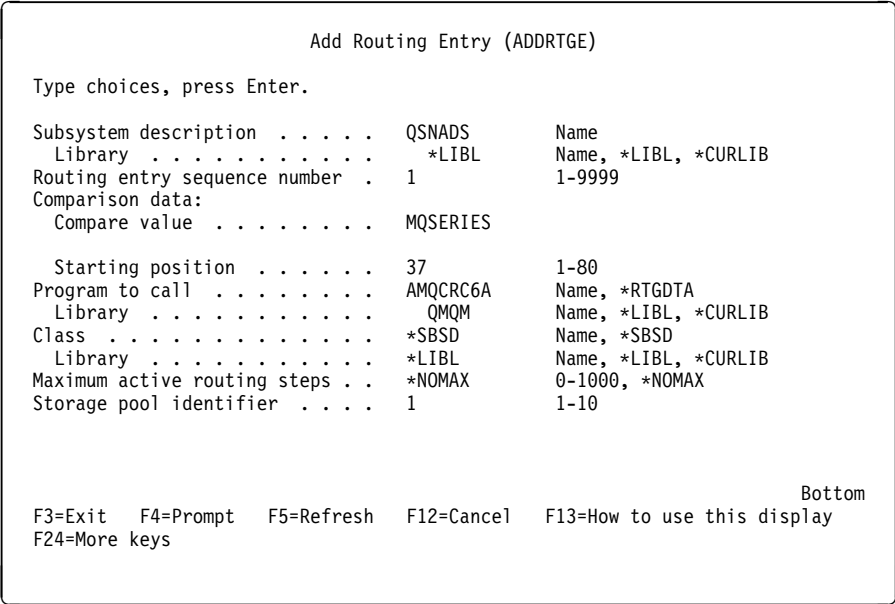 Add Routing Entry (ADDRTGE)
Type choices, press Enter.
Subsystem description . . . . . QSNADS Name
Library . . . . . . . . . . . *LIBL Name, *LIBL, *CURLIB
Routing entry sequence number . 1 1-9999
Comparison data:
Compare value . . . . . . . . MQSERIES
Starting position . . . . . . 37 1-80
Program to call . . . . . . . . AMQCRC6A Name, *RTGDTA
Library . . . . . . . . . . . QMQM Name, *LIBL, *CURLIB
Class . . . . . . . . . . . . . *SBSD Name, *SBSD
Library . . . . . . . . . . . *LIBL Name, *LIBL, *CURLIB
Maximum active routing steps . . *NOMAX 0-1000, *NOMAX
Storage pool identifier . . . . 1 1-10
Bottom
F3=Exit F4=Prompt F5=Refresh F12=Cancel F13=How to use this display
F24=More keys